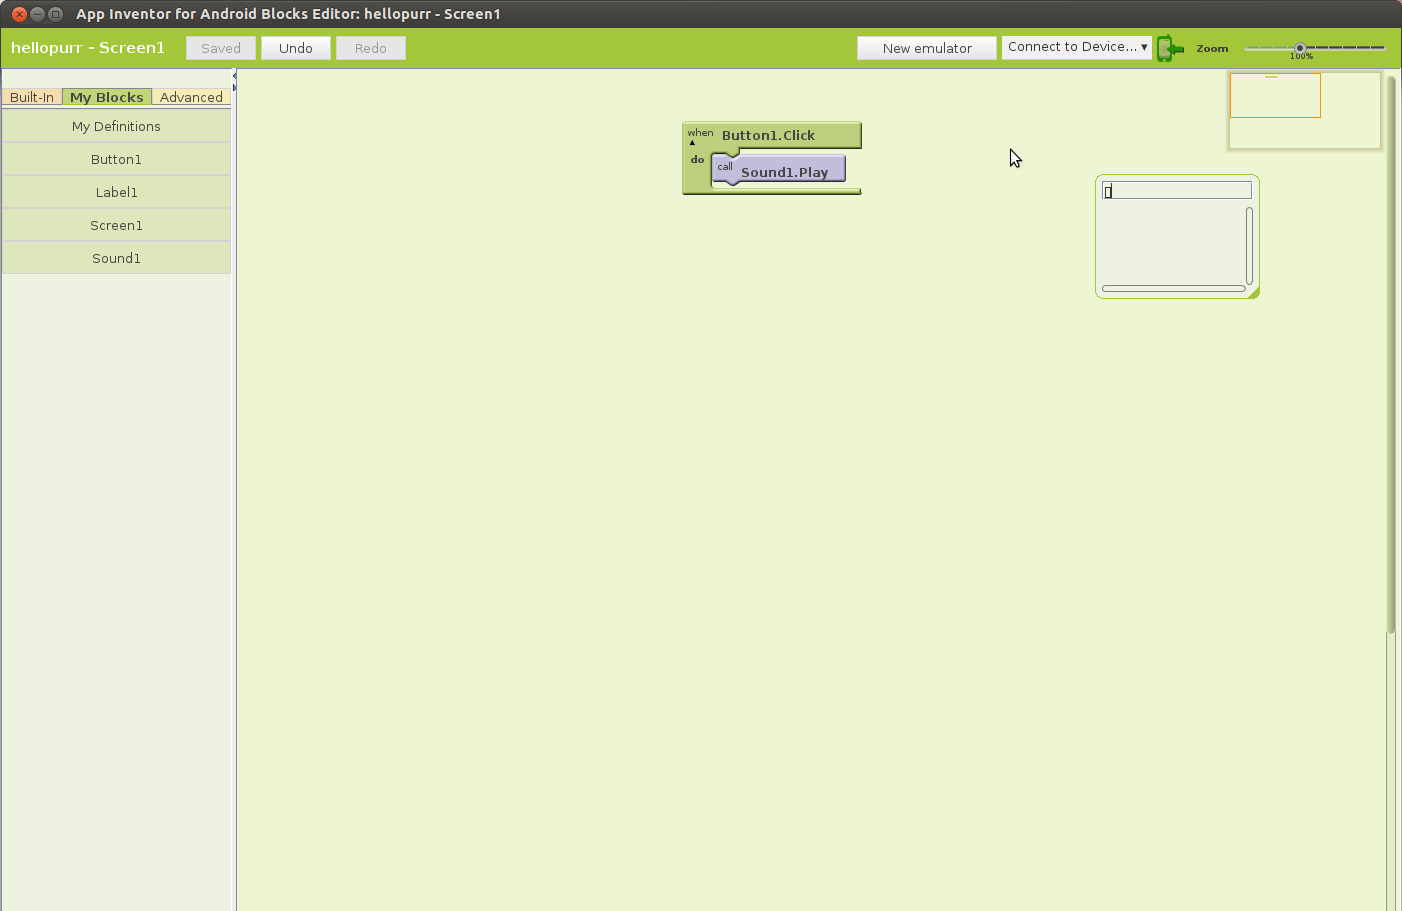 App Inventor for Android Blocks Editor: hellopurr - Screen1
hellopurr - Screen1 Saved Undo Redo New emulator Connect to Device... Zoom
100%
Built-In My Blocks Advanced
My Definitions
Button1
Label1
Screen1
Sound1
when Button1.Click
do call Sound1.Play